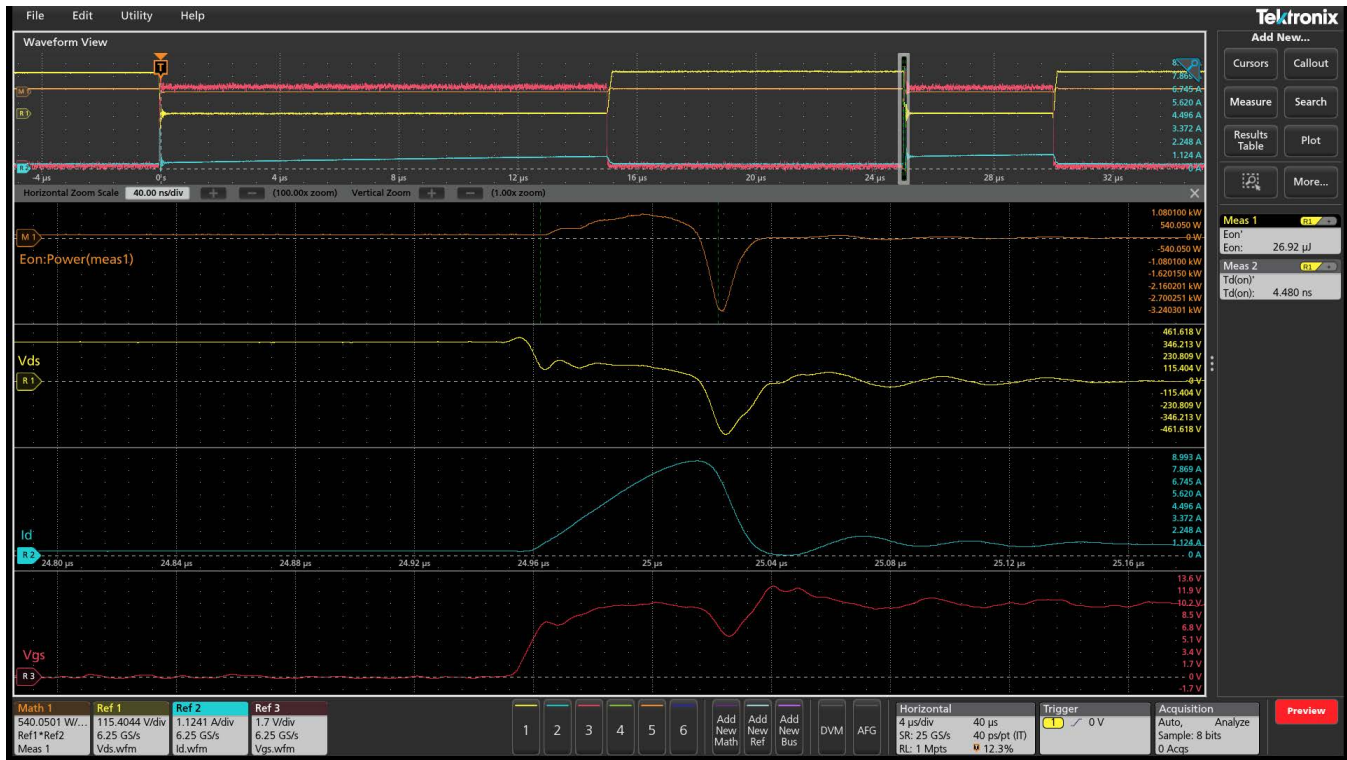 File Edit Utility Help
Tektronix
Waveform View
Add New...
Cursors Callout
Measure Search
Results Table Plot
More...
T
M 1
R 1
R 2
7.869
6.745 A
5.620 A
4.496 A
3.372 A
2.248 A
1.124 A
-4 µs 0 s 4 µs 8 µs 12 µs 16 µs 20 µs 24 µs 28 µs 32 µs
Horizontal Zoom Scale 40.00 ns/div + - (100.00x zoom) Vertical Zoom + - (1.00x zoom)
1.080100 kW
540.050 W
0 W
-540.050 W
-1.080100 kW
-1.620150 kW
-2.160201 kW
-2.700251 kW
-3.240301 kW
M 1
Eon:Power(meas1)
461.618 V
346.213 V
230.809 V
115.404 V
0 V
-115.404 V
-230.809 V
-346.213 V
-461.618 V
Vds
R 1
8.993 A
7.869 A
6.745 A
5.620 A
4.496 A
3.372 A
2.248 A
1.124 A
0 A
Id
R 2
24.80 µs 24.84 µs 24.88 µs 24.92 µs 24.96 µs 25 µs 25.04 µs 25.08 µs 25.12 µs 25.16 µs
13.6 V
11.9 V
10.2 V
8.5 V
6.8 V
5.1 V
3.4 V
1.7 V
0 V
-1.7 V
Vgs
R 3
Meas 1 R1
Eon'
Eon: 26.92 µJ
Meas 2 R1
Td(on)'
Td(on): 4.480 ns
Math 1
540.0501 W/...
Ref1*Ref2
Meas 1
Ref 1
115.4044 V/div
6.25 GS/s
Vds.wfm
Ref 2
1.1241 A/div
6.25 GS/s
Id.wfm
Ref 3
1.7 V/div
6.25 GS/s
Vgs.wfm
1 2 3 4 5 6
Add New Math
Add New Ref
Add New Bus
DVM
AFG
Horizontal
4 µs/div 40 µs
SR: 25 GS/s 40 ps/pt (IT)
RL: 1 Mpts 12.3%
Trigger
1 0 V
Acquisition
Auto, Analyze
Sample: 8 bits
0 Acqs
Preview